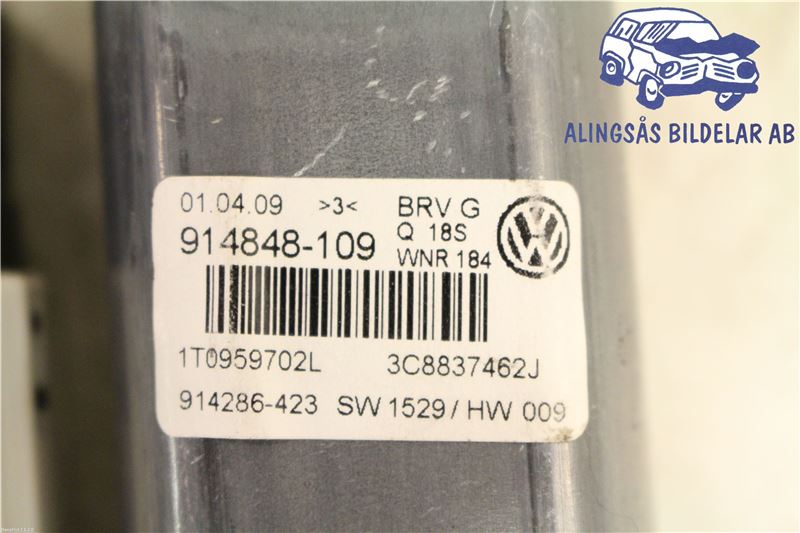 ALINGSÅS BILDELAR AB
01.04.09 >3< BRV G
914848-109 Q 18S
WNR 184
1T0959702L 3C8837462J
914286-423 SW 1529 / HW 009